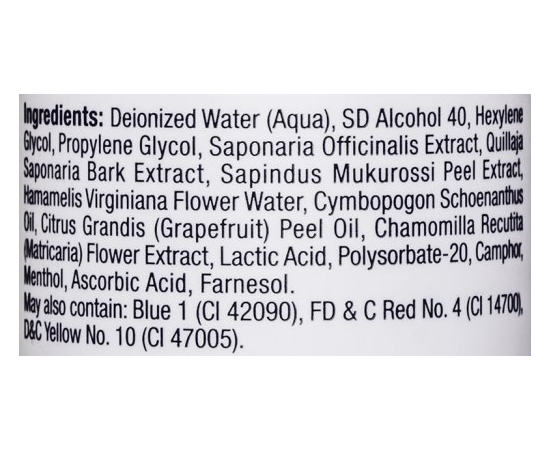 Ingredients: Deionized Water (Aqua), SD Alcohol 40, Hexylene
Glycol, Propylene Glycol, Saponaria Officinalis Extract, Quillaja
Saponaria Bark Extract, Sapindus Mukurossi Peel Extract,
Hamamelis Virginiana Flower Water, Cymbopogon Schoenanthus
Oil, Citrus Grandis (Grapefruit) Peel Oil, Chamomilla Recutita
(Matricaria) Flower Extract, Lactic Acid, Polysorbate-20, Camphor,
Menthol, Ascorbic Acid, Farnesol.
May also contain: Blue 1 (CI 42090), FD & C Red No. 4 (CI 14700),
D&C Yellow No. 10 (CI 47005).